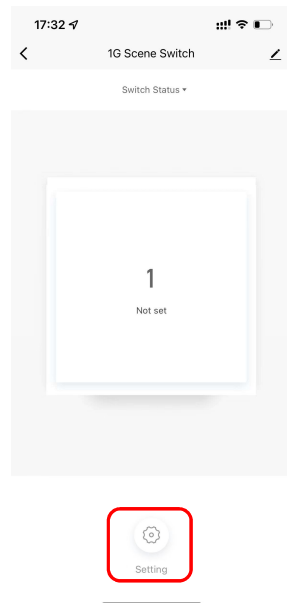 17:32
1G Scene Switch
Switch Status
1
Not set
Setting